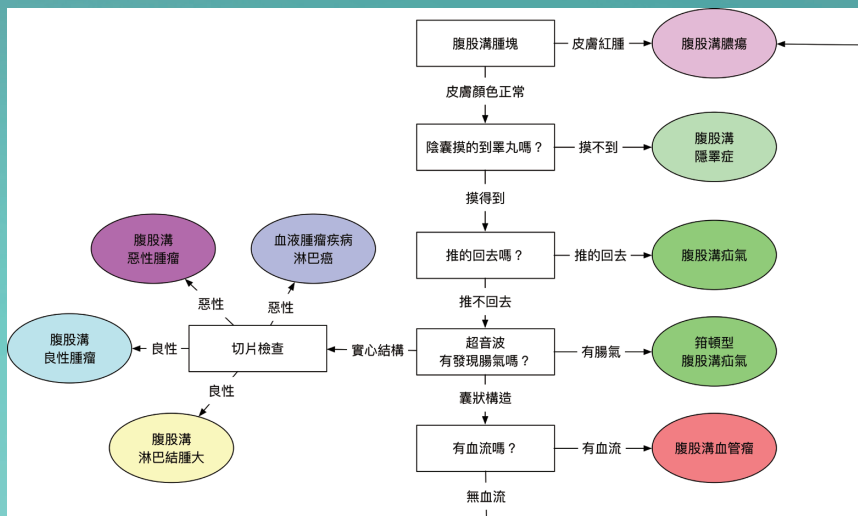 腹股溝腫塊
皮膚紅腫
腹股溝膿瘍
皮膚顏色正常
陰囊摸的到睪丸嗎？
摸不到
腹股溝
隱睪症
摸得到
推的回去嗎？
推的回去
腹股溝疝氣
推不回去
超音波
有發現腸氣嗎？
有腸氣
箝頓型
腹股溝疝氣
實心結構
切片檢查
惡性
腹股溝
惡性腫瘤
惡性
血液腫瘤疾病
淋巴癌
良性
腹股溝
良性腫瘤
良性
腹股溝
淋巴結腫大
囊狀構造
有血流嗎？
有血流
腹股溝血管瘤
無血流